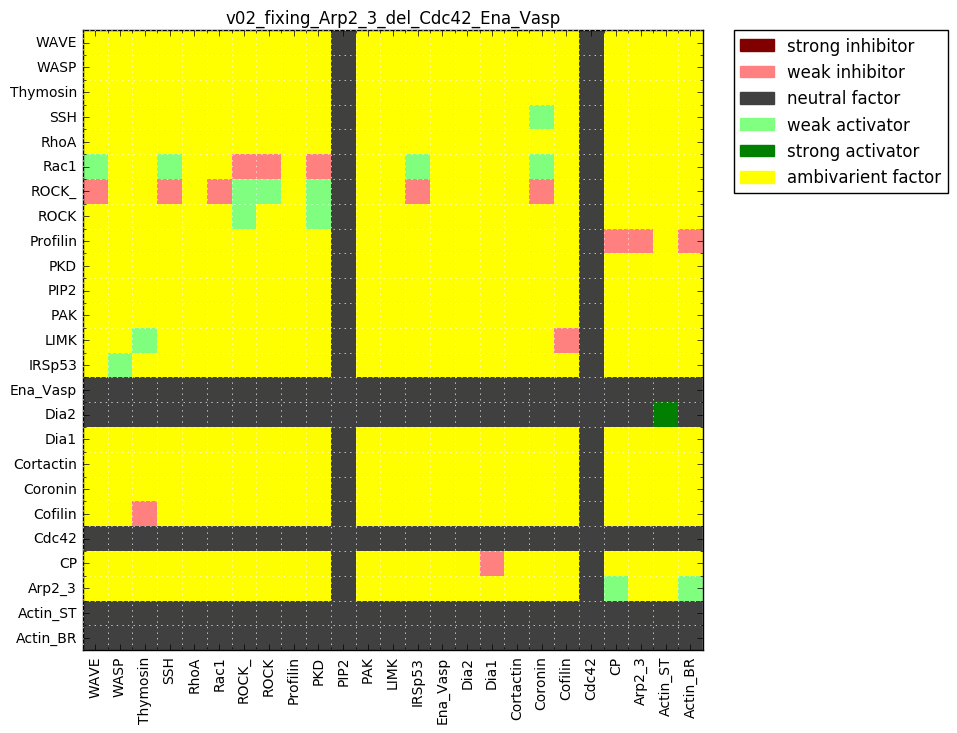 v02_fixing_Arp2_3_del_Cdc42_Ena_Vasp
WAVE
WASP
Thymosin
SSH
RhoA
Rac1
ROCK_
ROCK
Profilin
PKD
PIP2
PAK
LIMK
IRSp53
Ena_Vasp
Dia2
Dia1
Cortactin
Coronin
Cofilin
Cdc42
CP
Arp2_3
Actin_ST
Actin_BR
WAVE
WASP
Thymosin
SSH
RhoA
Rac1
ROCK_
ROCK
Profilin
PKD
PIP2
PAK
LIMK
IRSp53
Ena_Vasp
Dia2
Dia1
Cortactin
Coronin
Cofilin
Cdc42
CP
Arp2_3
Actin_ST
Actin_BR
strong inhibitor
weak inhibitor
neutral factor
weak activator
strong activator
ambivarient factor